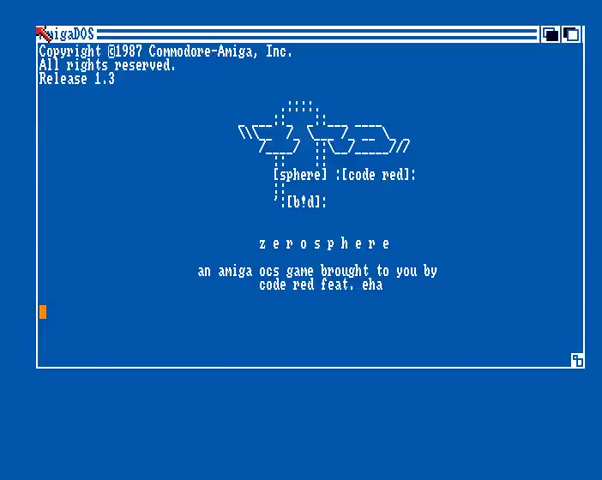 AmigaDOS
Copyright ©1987 Commodore-Amiga, Inc.
All rights reserved.
Release 1.3
[sphere] :[code red]:
[b!d]:
z e r o s p h e r e
an amiga ocs game brought to you by
code red feat. eha